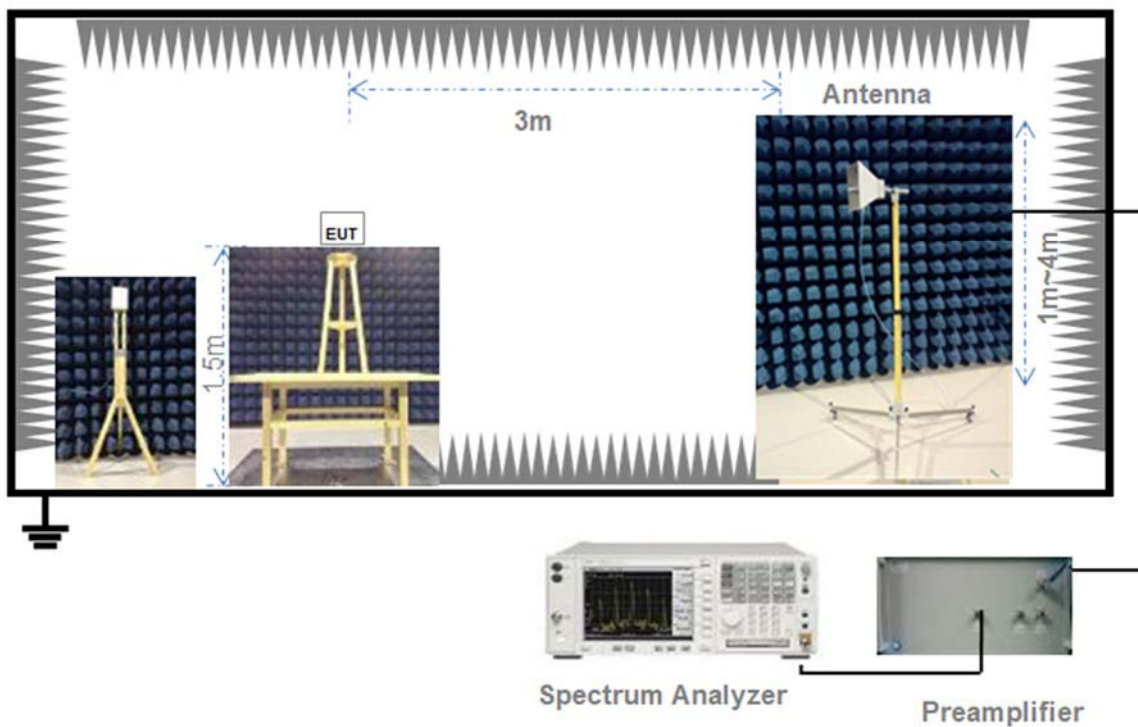 3m
Antenna
EUT
1.5m
1m~4m
Spectrum Analyzer
Preamplifier